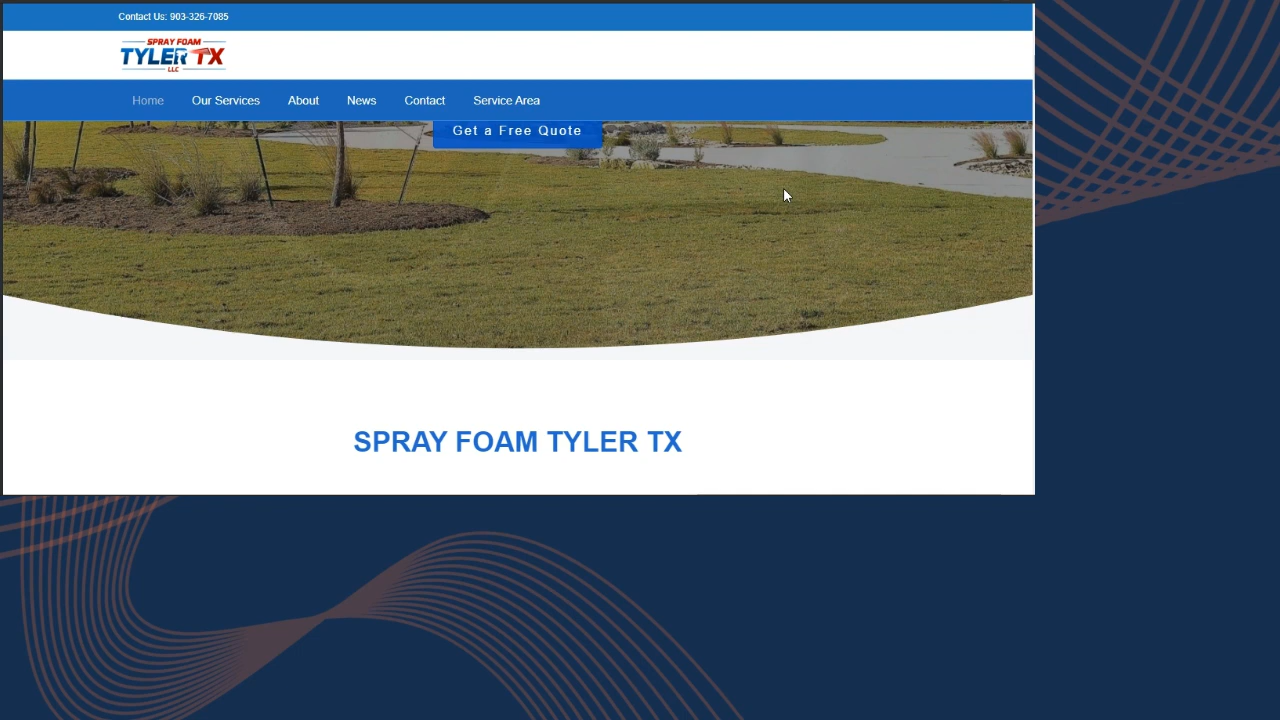 Contact Us: 903-326-7085
SPRAY FOAM
TYLER TX
LLC
Home Our Services About News Contact Service Area
Get a Free Quote
SPRAY FOAM TYLER TX